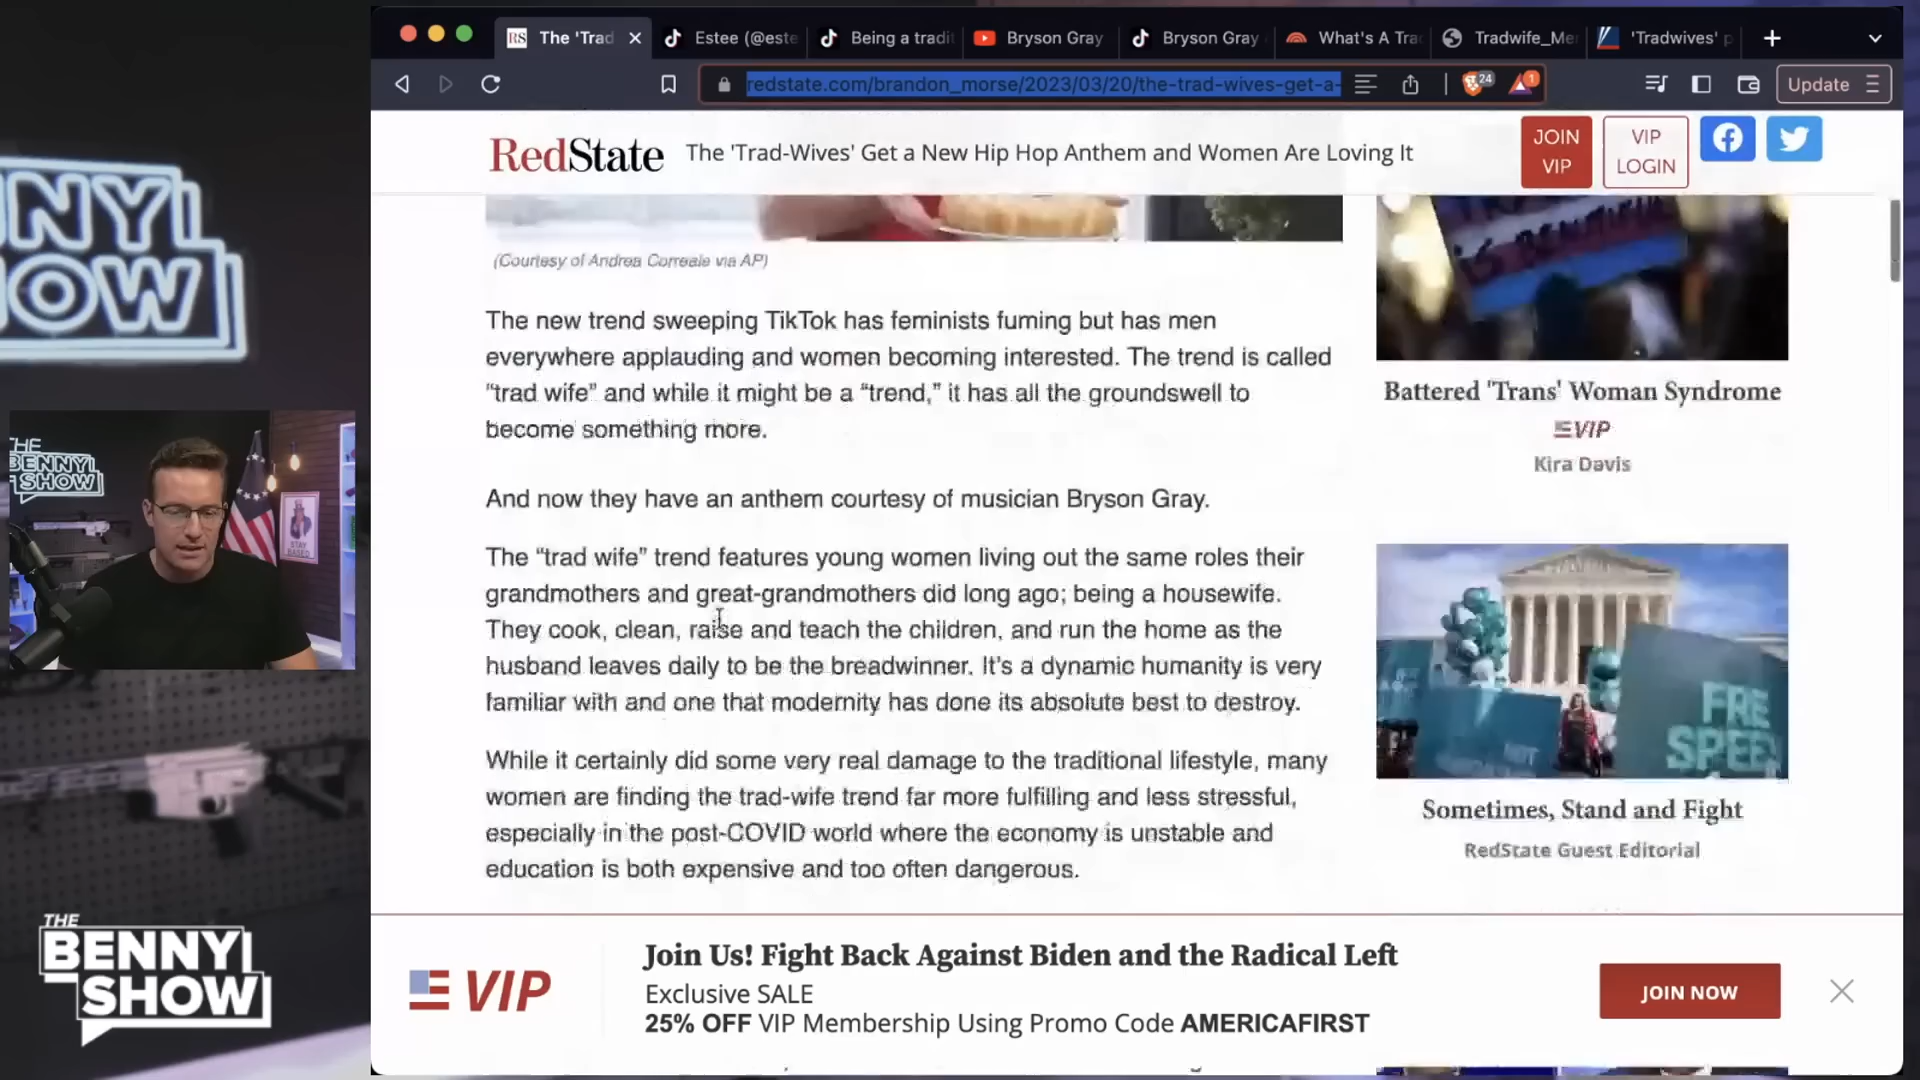 The 'Trad
Estee (@este
Being a tradit
Bryson Gray
Bryson Gray
What's A Tra
Tradwife_Me
'Tradwives' p
redstate.com/brandon_morse/2023/03/20/the-trad-wives-get-a-
24
1
Update
RedState
The 'Trad-Wives' Get a New Hip Hop Anthem and Women Are Loving It
JOIN
VIP
VIP
LOGIN
(Courtesy of Andrea Correale via AP)
The new trend sweeping TikTok has feminists fuming but has men
everywhere applauding and women becoming interested. The trend is called
“trad wife” and while it might be a “trend,” it has all the groundswell to
become something more.
And now they have an anthem courtesy of musician Bryson Gray.
The “trad wife” trend features young women living out the same roles their
grandmothers and great-grandmothers did long ago; being a housewife.
They cook, clean, raise and teach the children, and run the home as the
husband leaves daily to be the breadwinner. It's a dynamic humanity is very
familiar with and one that modernity has done its absolute best to destroy.
While it certainly did some very real damage to the traditional lifestyle, many
women are finding the trad-wife trend far more fulfilling and less stressful,
especially in the post-COVID world where the economy is unstable and
education is both expensive and too often dangerous.
Battered 'Trans' Woman Syndrome
VIP
Kira Davis
FRE
SPEE
Sometimes, Stand and Fight
RedState Guest Editorial
VIP
Join Us! Fight Back Against Biden and the Radical Left
Exclusive SALE
25% OFF VIP Membership Using Promo Code AMERICAFIRST
JOIN NOW
NY
OW
THE
BENNY
SHOW
STAY
BASED
THE
BENNY
SHOW